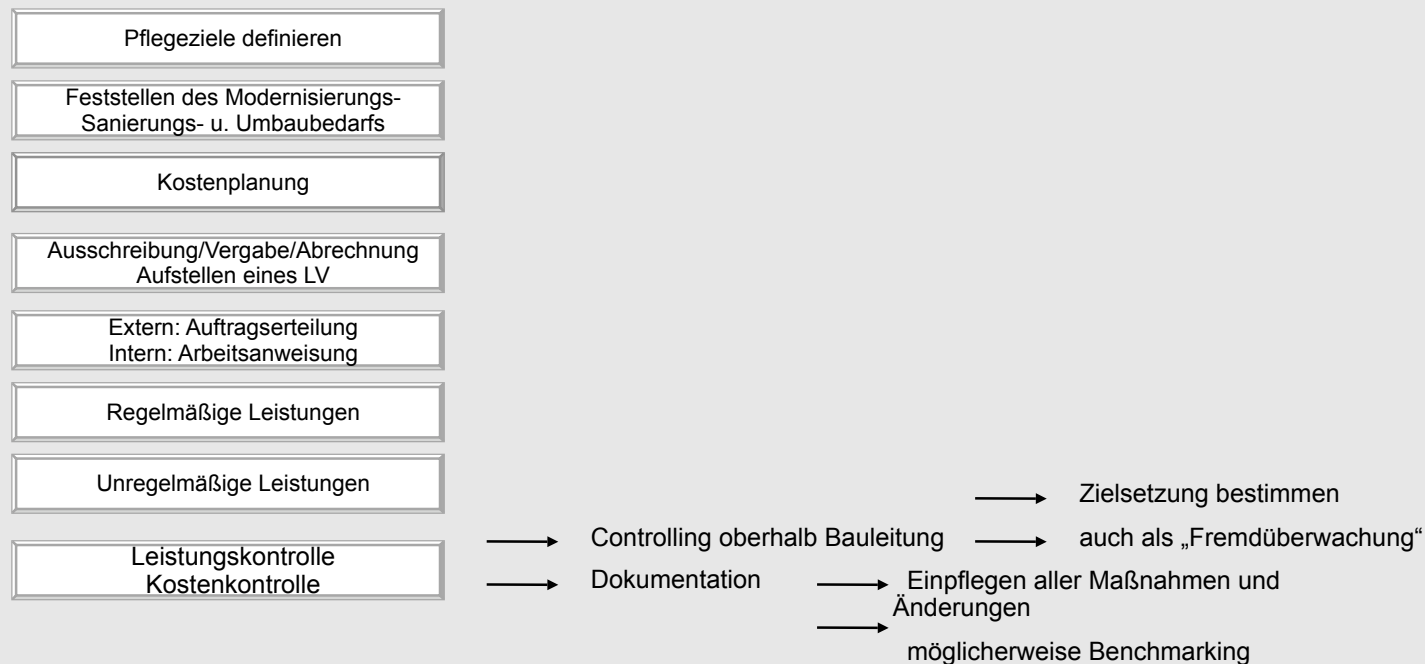 Pflegeziele definieren
Feststellen des Modernisierungs-
Sanierungs- u. Umbaubedarfs
Kostenplanung
Ausschreibung/Vergabe/Abrechnung
Aufstellen eines LV
Extern: Auftragserteilung
Intern: Arbeitsanweisung
Regelmäßige Leistungen
Unregelmäßige Leistungen
Leistungskontrolle
Kostenkontrolle
Controlling oberhalb Bauleitung
Zielsetzung bestimmen
auch als „Fremdüberwachung“
Dokumentation
Einpflegen aller Maßnahmen und
Änderungen
möglicherweise Benchmarking